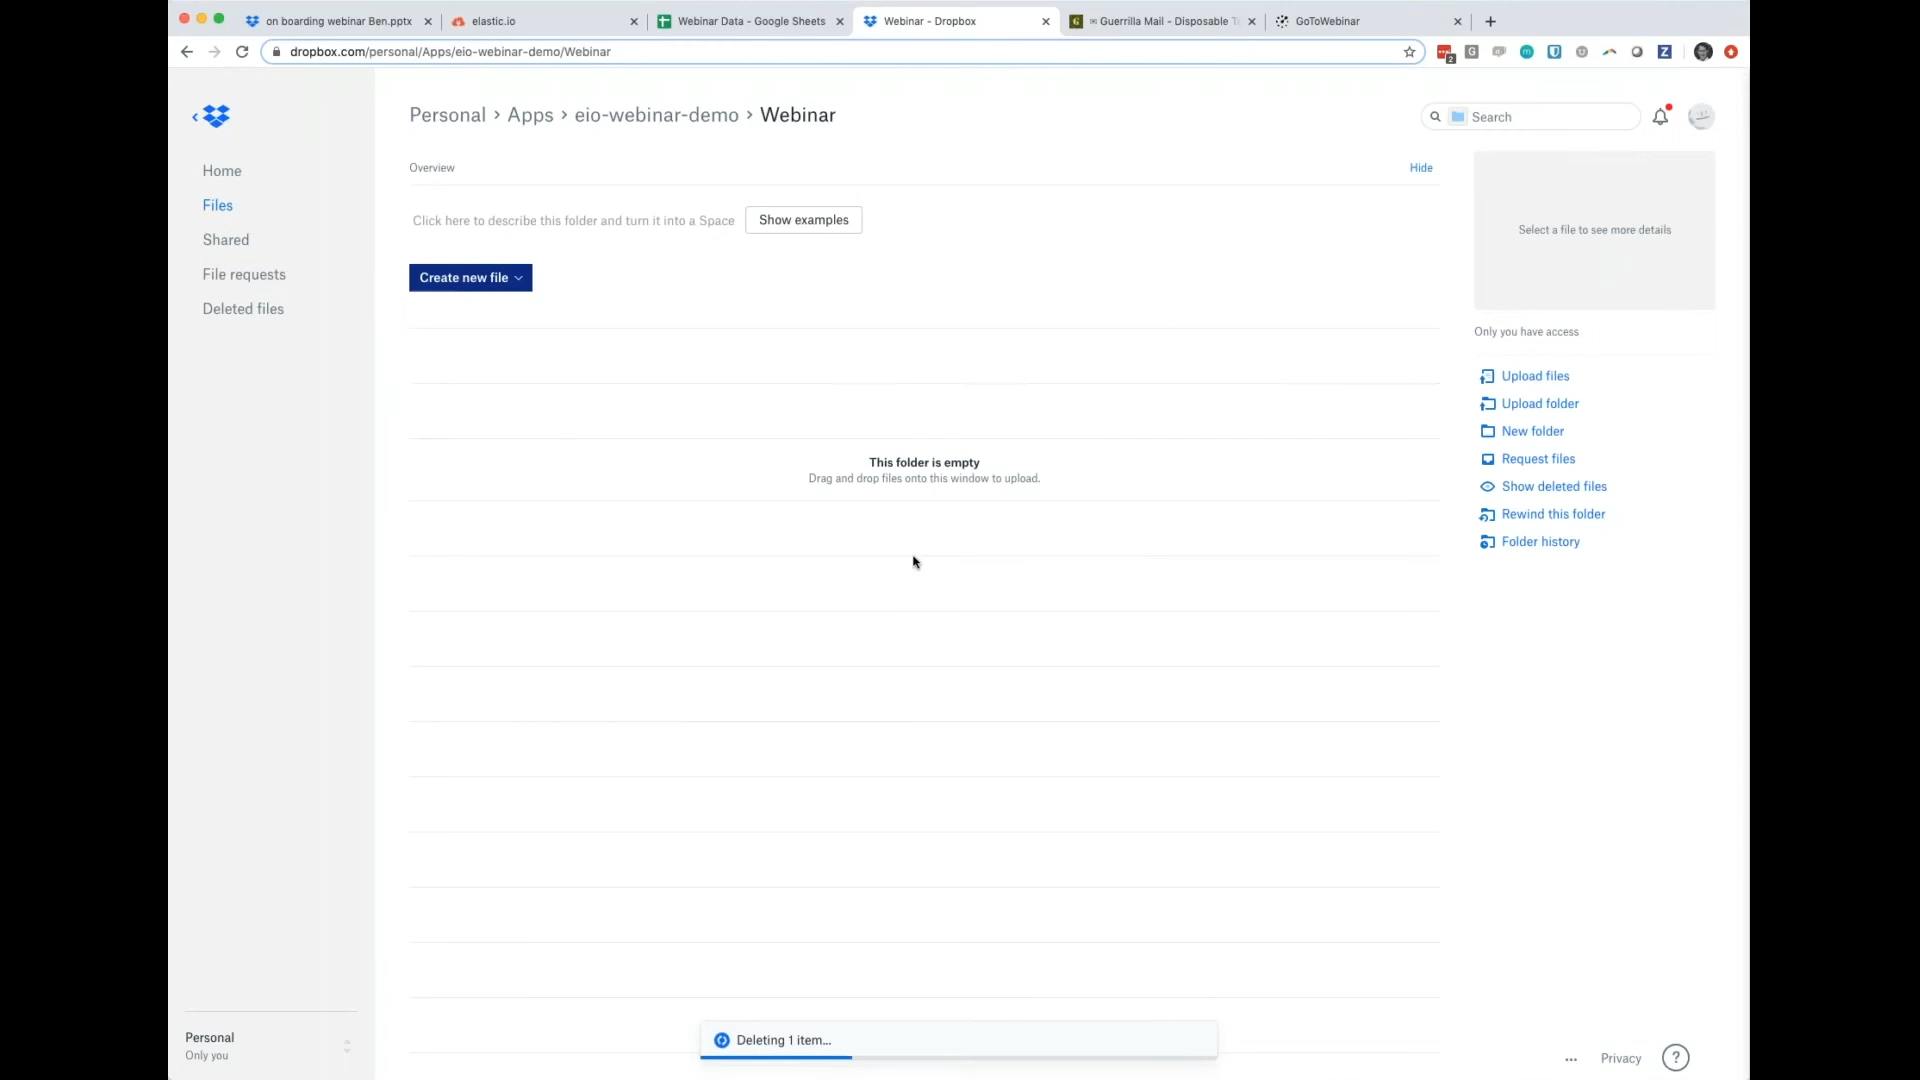 on boarding webinar Ben.pptx
elastic.io
Webinar Data - Google Sheets
Webinar - Dropbox
Guerrilla Mail - Disposable
GoToWebinar
dropbox.com/personal/Apps/eio-webinar-demo/Webinar
2
Personal › Apps › eio-webinar-demo › Webinar
Search
Home
Files
Shared
File requests
Deleted files
Overview
Hide
Click here to describe this folder and turn it into a Space
Show examples
Create new file
This folder is empty
Drag and drop files onto this window to upload.
Select a file to see more details
Only you have access
Upload files
Upload folder
New folder
Request files
Show deleted files
Rewind this folder
Folder history
Personal
Only you
Deleting 1 item...
Privacy
?